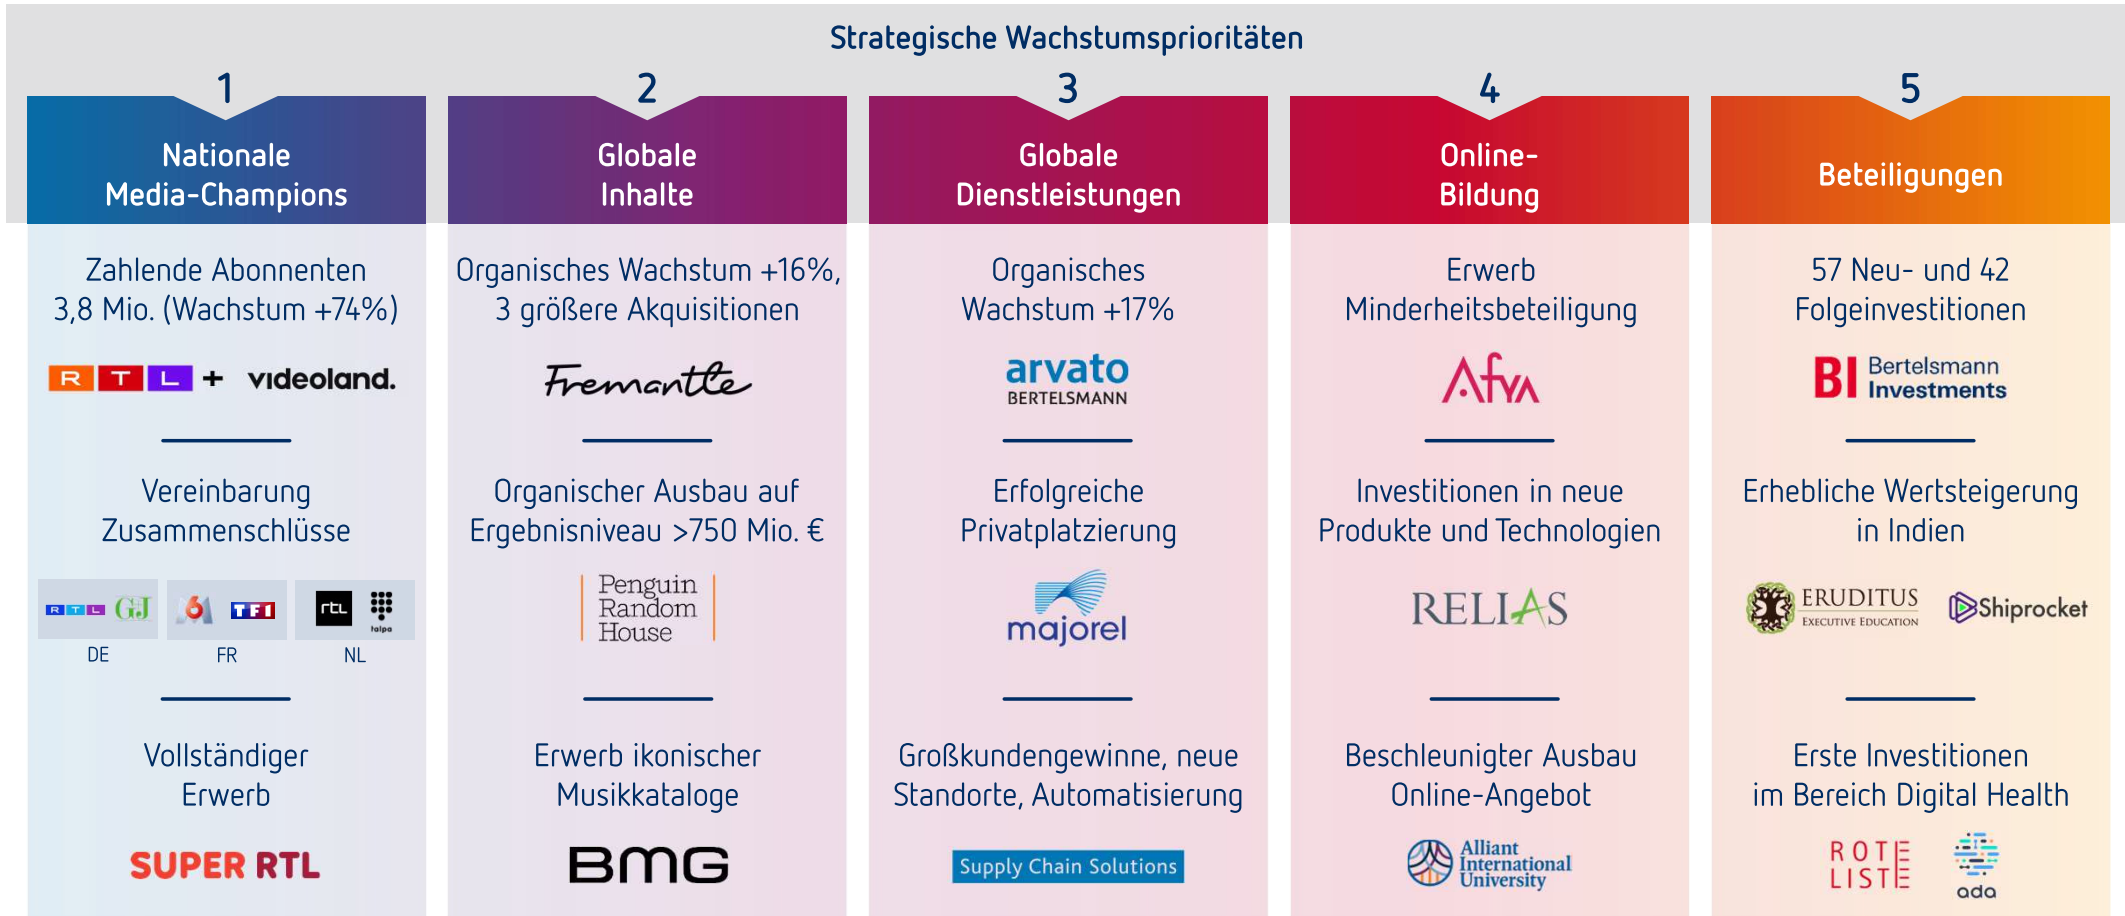 Strategische Wachstumsprioritäten
1
Nationale
Media-Champions
Zahlende Abonnenten
3,8 Mio. (Wachstum +74%)
RTL+ videoland.
Vereinbarung
Zusammenschlüsse
RTL G+J
M6 TF1
rtl talpa
DE
FR
NL
Vollständiger
Erwerb
SUPER RTL
2
Globale
Inhalte
Organisches Wachstum +16%,
3 größere Akquisitionen
Fremantle
Organischer Ausbau auf
Ergebnisniveau >750 Mio. €
Penguin
Random
House
Erwerb ikonischer
Musikkataloge
BMG
3
Globale
Dienstleistungen
Organisches
Wachstum +17%
arvato
BERTELSMANN
Erfolgreiche
Privatplatzierung
majorel
Großkundengewinne, neue
Standorte, Automatisierung
Supply Chain Solutions
4
Online-
Bildung
Erwerb
Minderheitsbeteiligung
Afya
Investitionen in neue
Produkte und Technologien
RELIAS
Beschleunigter Ausbau
Online-Angebot
Alliant
International
University
5
Beteiligungen
57 Neu- und 42
Folgeinvestitionen
BI Bertelsmann
Investments
Erhebliche Wertsteigerung
in Indien
ERUDITUS
EXECUTIVE EDUCATION
Shiprocket
Erste Investitionen
im Bereich Digital Health
ROTE
LISTE
ada